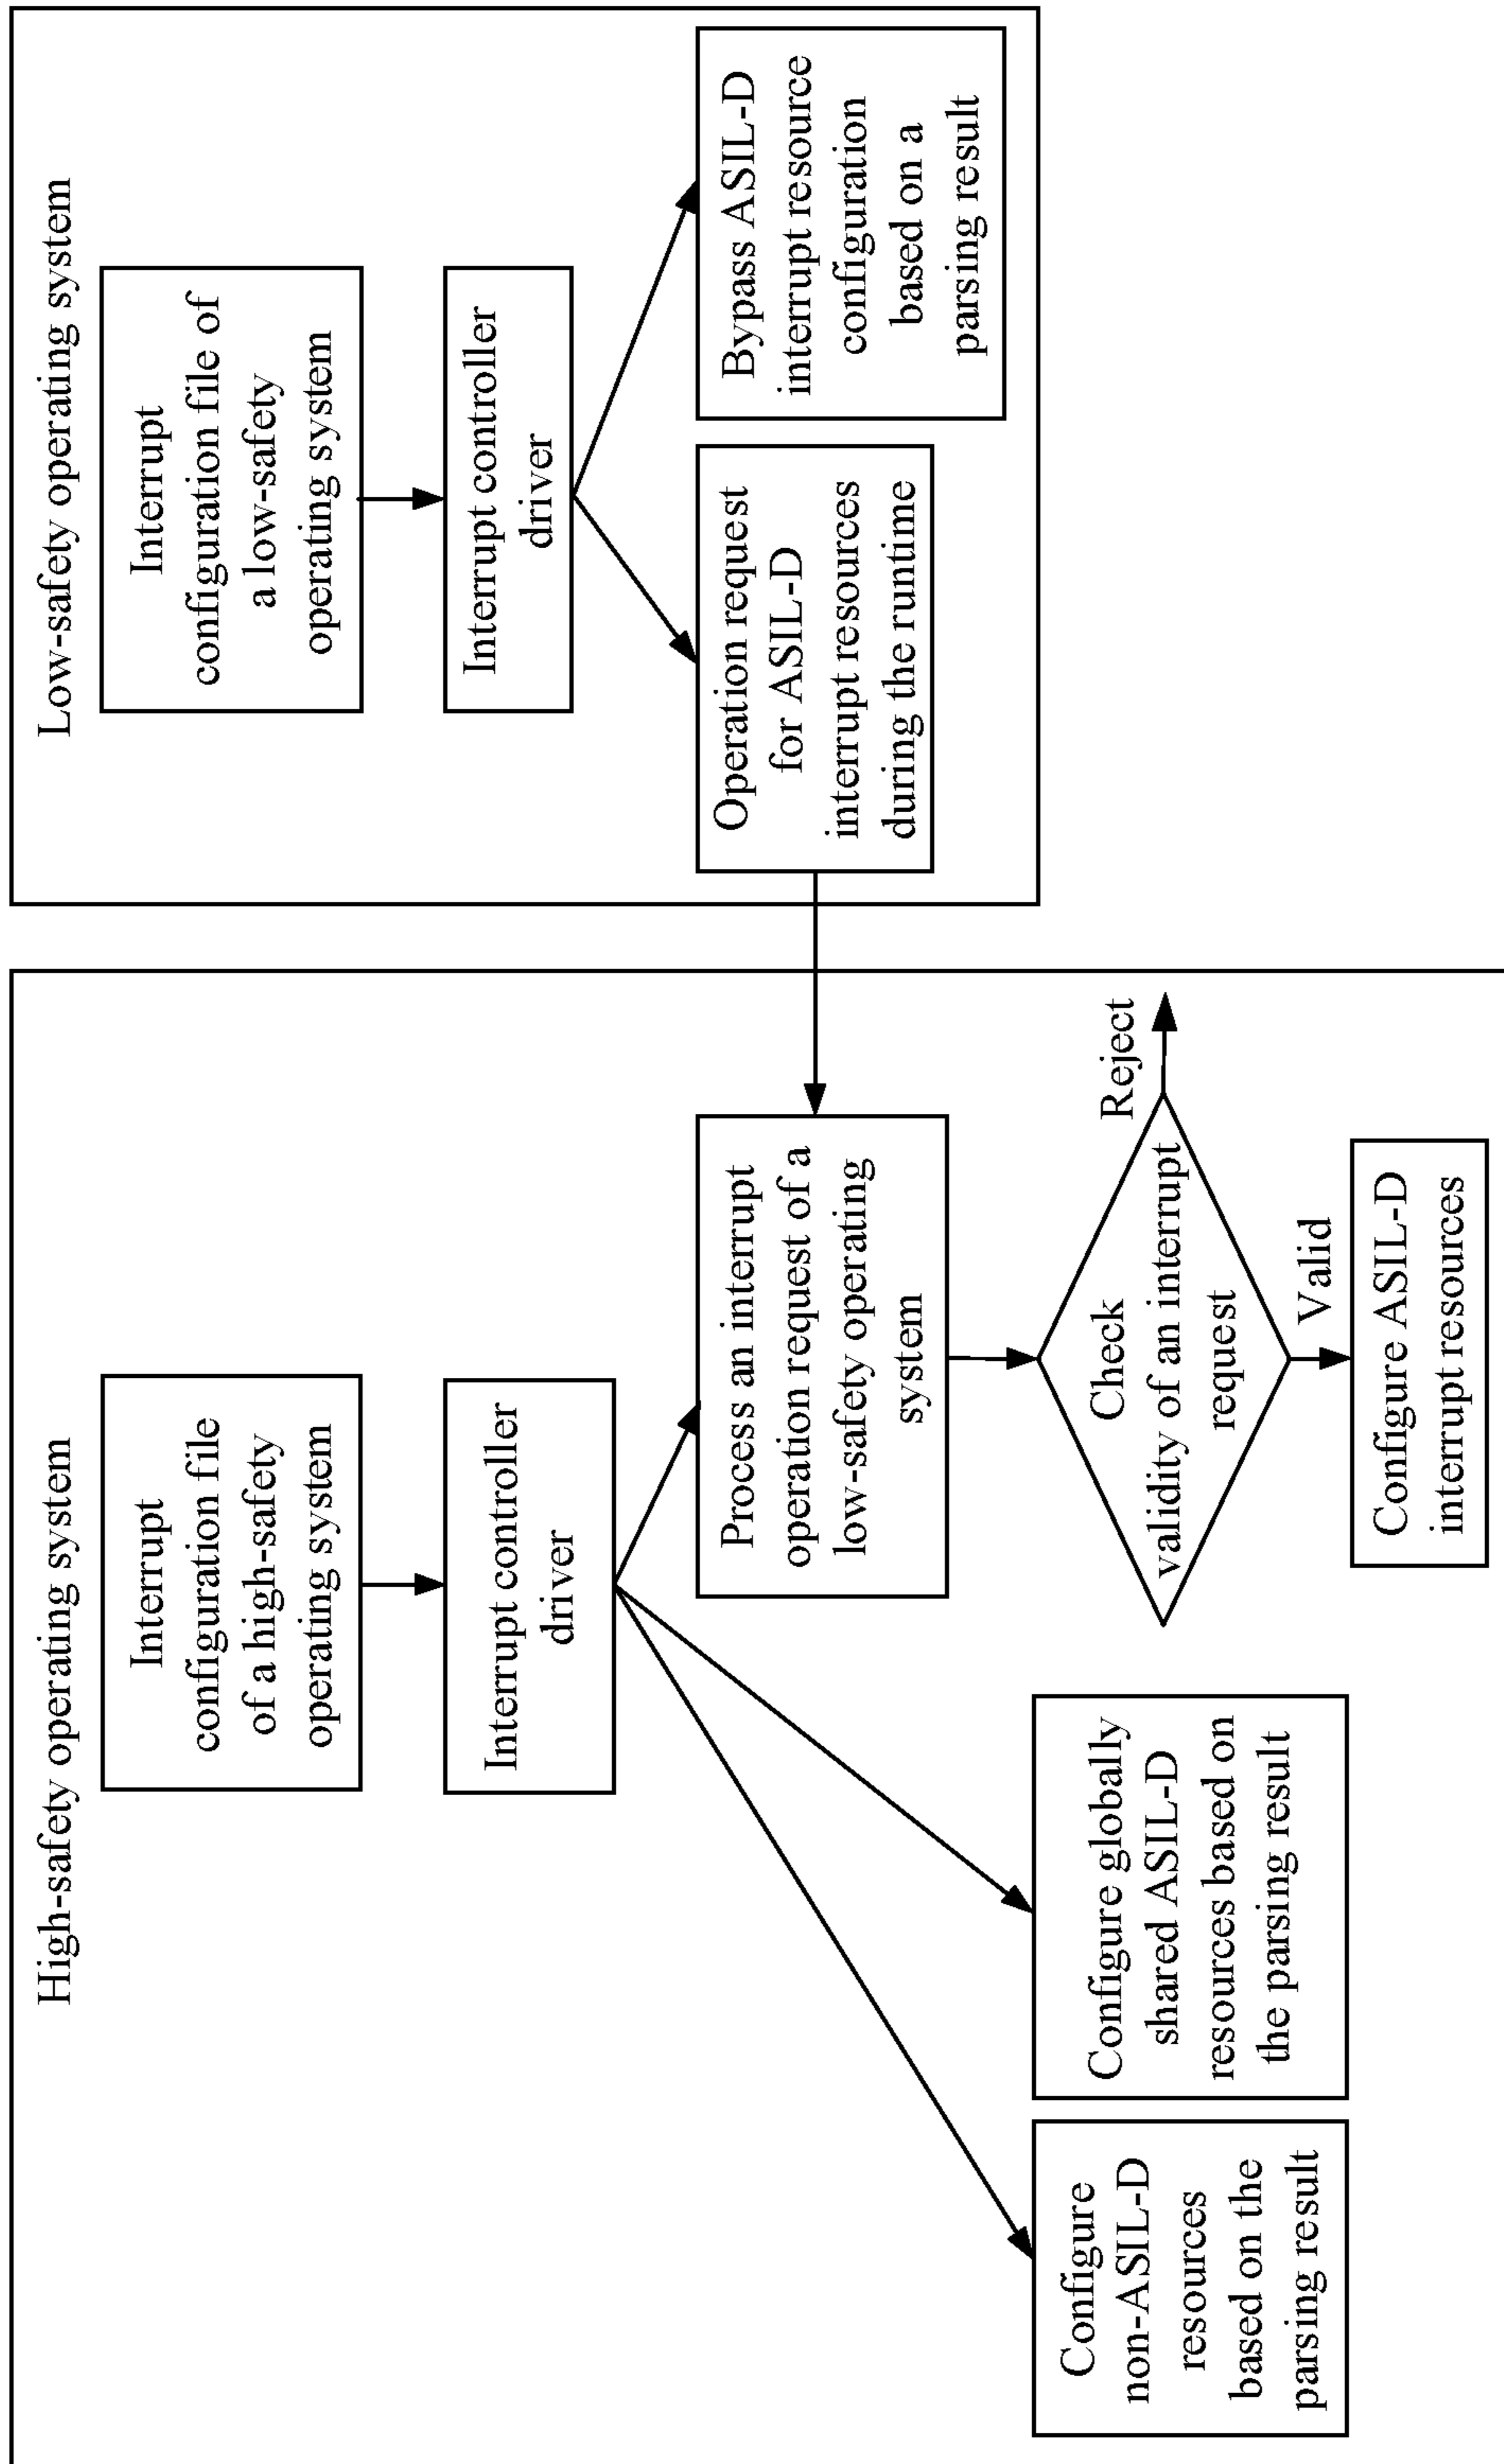 High-safety operating system
Interrupt
configuration file
of a high-safety
operating system
Interrupt controller
driver
Configure
non-ASIL-D
resources
based on the
parsing result
Configure globally
shared ASIL-D
resources based on
the parsing result
Process an interrupt
operation request of a
low-safety operating
system
Check
validity of an interrupt
request
Reject
Valid
Configure ASIL-D
interrupt resources
Low-safety operating system
Interrupt
configuration file of
a low-safety
operating system
Interrupt controller
driver
Operation request
for ASIL-D
interrupt resources
during the runtime
Bypass ASIL-D
interrupt resource
configuration
based on a
parsing result